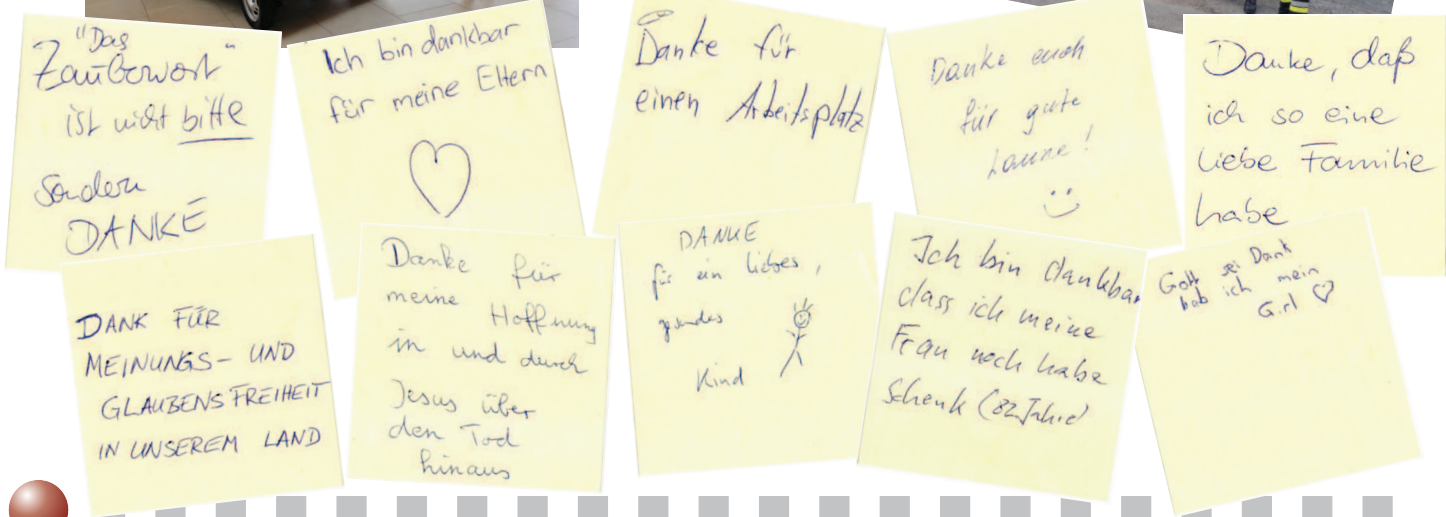 "Das
Zauberwort"
ist nicht bitte
sondern
DANKE
Ich bin dankbar
für meine Eltern
Danke für
einen Arbeitsplatz
Danke euch
für gute
Laune!
Danke, daß
ich so eine
liebe Familie
habe
DANK FÜR
MEINUNGS- UND
GLAUBENSFREIHEIT
IN UNSEREM LAND
Danke für
meine Hoffnung
in und durch
Jesus über
den Tod
hinaus
DANKE
für ein liebes,
gesundes
Kind
Ich bin dankbar
dass ich meine
Frau noch habe
Schenk (82 Jahre)
Gott sei Dank
hab ich mein
Girl